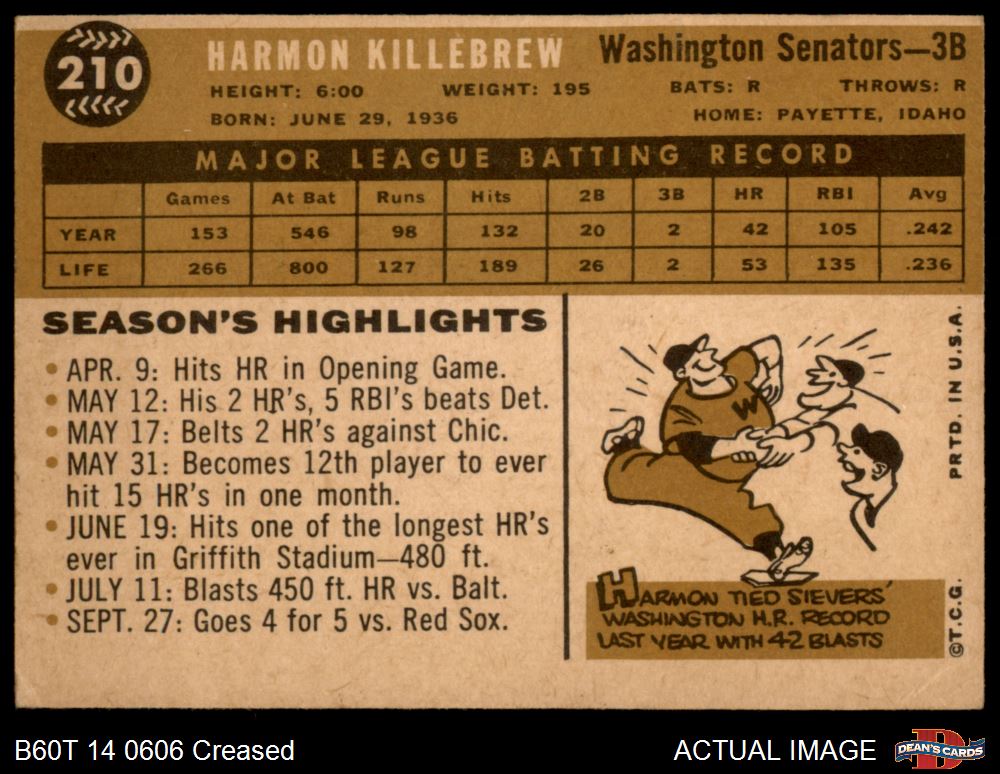 210
HARMON KILLEBREW Washington Senators—3B
HEIGHT: 6:00 WEIGHT: 195 BATS: R THROWS: R
BORN: JUNE 29, 1936 HOME: PAYETTE, IDAHO
MAJOR LEAGUE BATTING RECORD
Games At Bat Runs Hits 2B 3B HR RBI Avg
YEAR 153 546 98 132 20 2 42 105 .242
LIFE 266 800 127 189 26 2 53 135 .236
SEASON'S HIGHLIGHTS
• APR. 9: Hits HR in Opening Game.
• MAY 12: His 2 HR's, 5 RBI's beats Det.
• MAY 17: Belts 2 HR's against Chic.
• MAY 31: Becomes 12th player to ever
hit 15 HR's in one month.
• JUNE 19: Hits one of the longest HR's
ever in Griffith Stadium—480 ft.
• JULY 11: Blasts 450 ft. HR vs. Balt.
• SEPT. 27: Goes 4 for 5 vs. Red Sox.
W
HARMON TIED SIEVERS'
WASHINGTON H.R. RECORD
LAST YEAR WITH 42 BLASTS
PRTD. IN U.S.A.
©T.C.G.
B60T 14 0606 Creased
ACTUAL IMAGE
D
DEAN'S CARDS